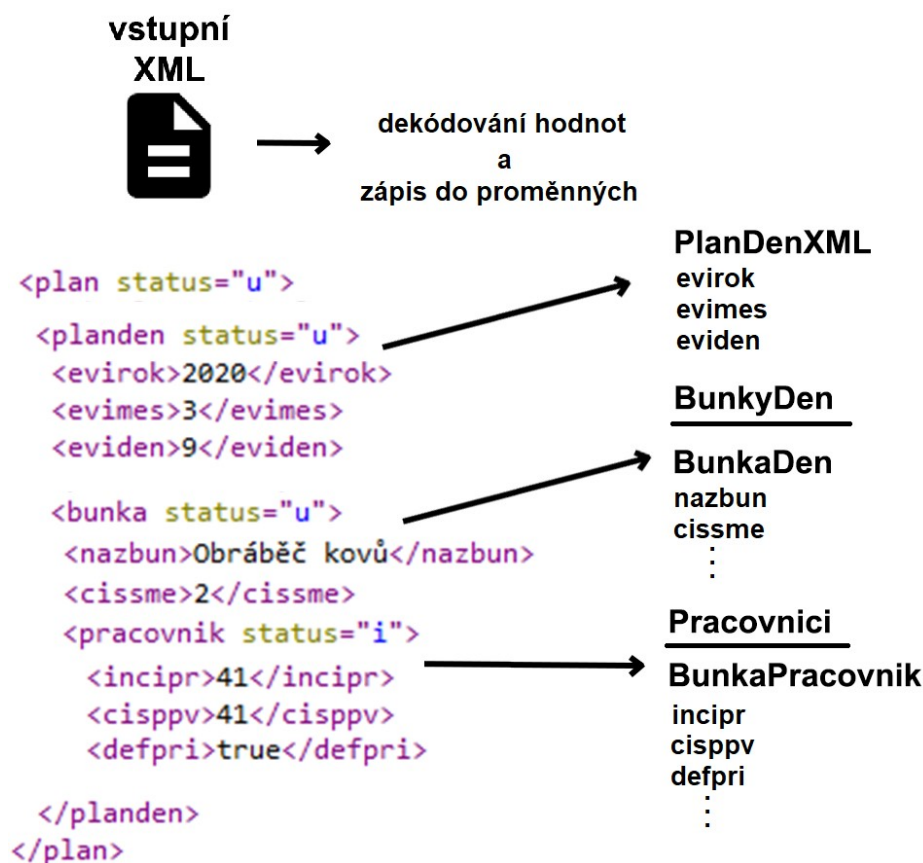 vstupní
XML
dekódování hodnot
a
zápis do proměnných
<plan status="u">
<planden status="u">
<evirok>2020</evirok>
<evimes>3</evimes>
<eviden>9</eviden>
<bunka status="u">
<nazbun>Obráběč kovů</nazbun>
<cissme>2</cissme>
<pracovnik status="i">
<incipr>41</incipr>
<cisppv>41</cisppv>
<defpri>true</defpri>
</planden>
</plan>
PlanDenXML
evirok
evimes
eviden
BunkyDen
BunkaDen
nazbun
cissme
⋮
Pracovnici
BunkaPracovnik
incipr
cisppv
defpri
⋮